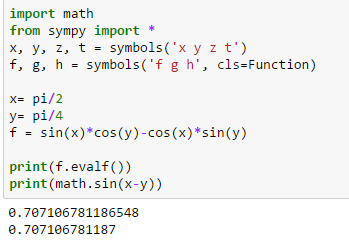 import math
from sympy import *
x, y, z, t = symbols('x y z t')
f, g, h = symbols('f g h', cls=Function)
x= pi/2
y= pi/4
f = sin(x)*cos(y)-cos(x)*sin(y)
print(f.evalf())
print(math.sin(x-y))
0.707106781186548
0.707106781187